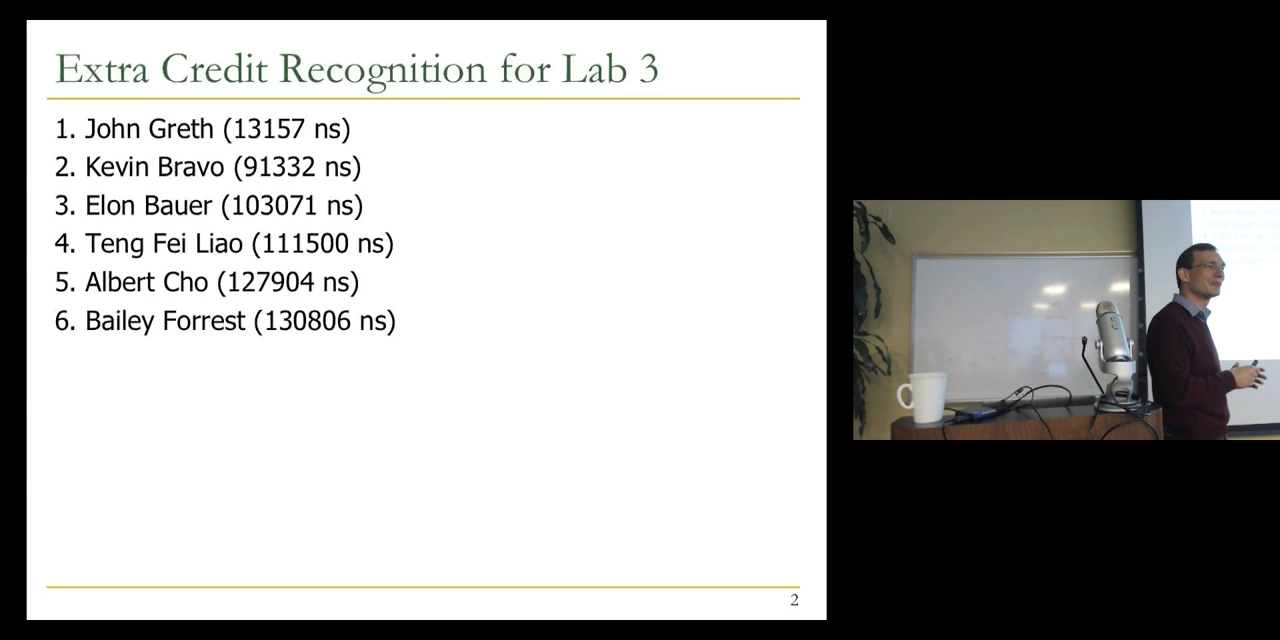 Extra Credit Recognition for Lab 3
1. John Greth (13157 ns)
2. Kevin Bravo (91332 ns)
3. Elon Bauer (103071 ns)
4. Teng Fei Liao (111500 ns)
5. Albert Cho (127904 ns)
6. Bailey Forrest (130806 ns)
2